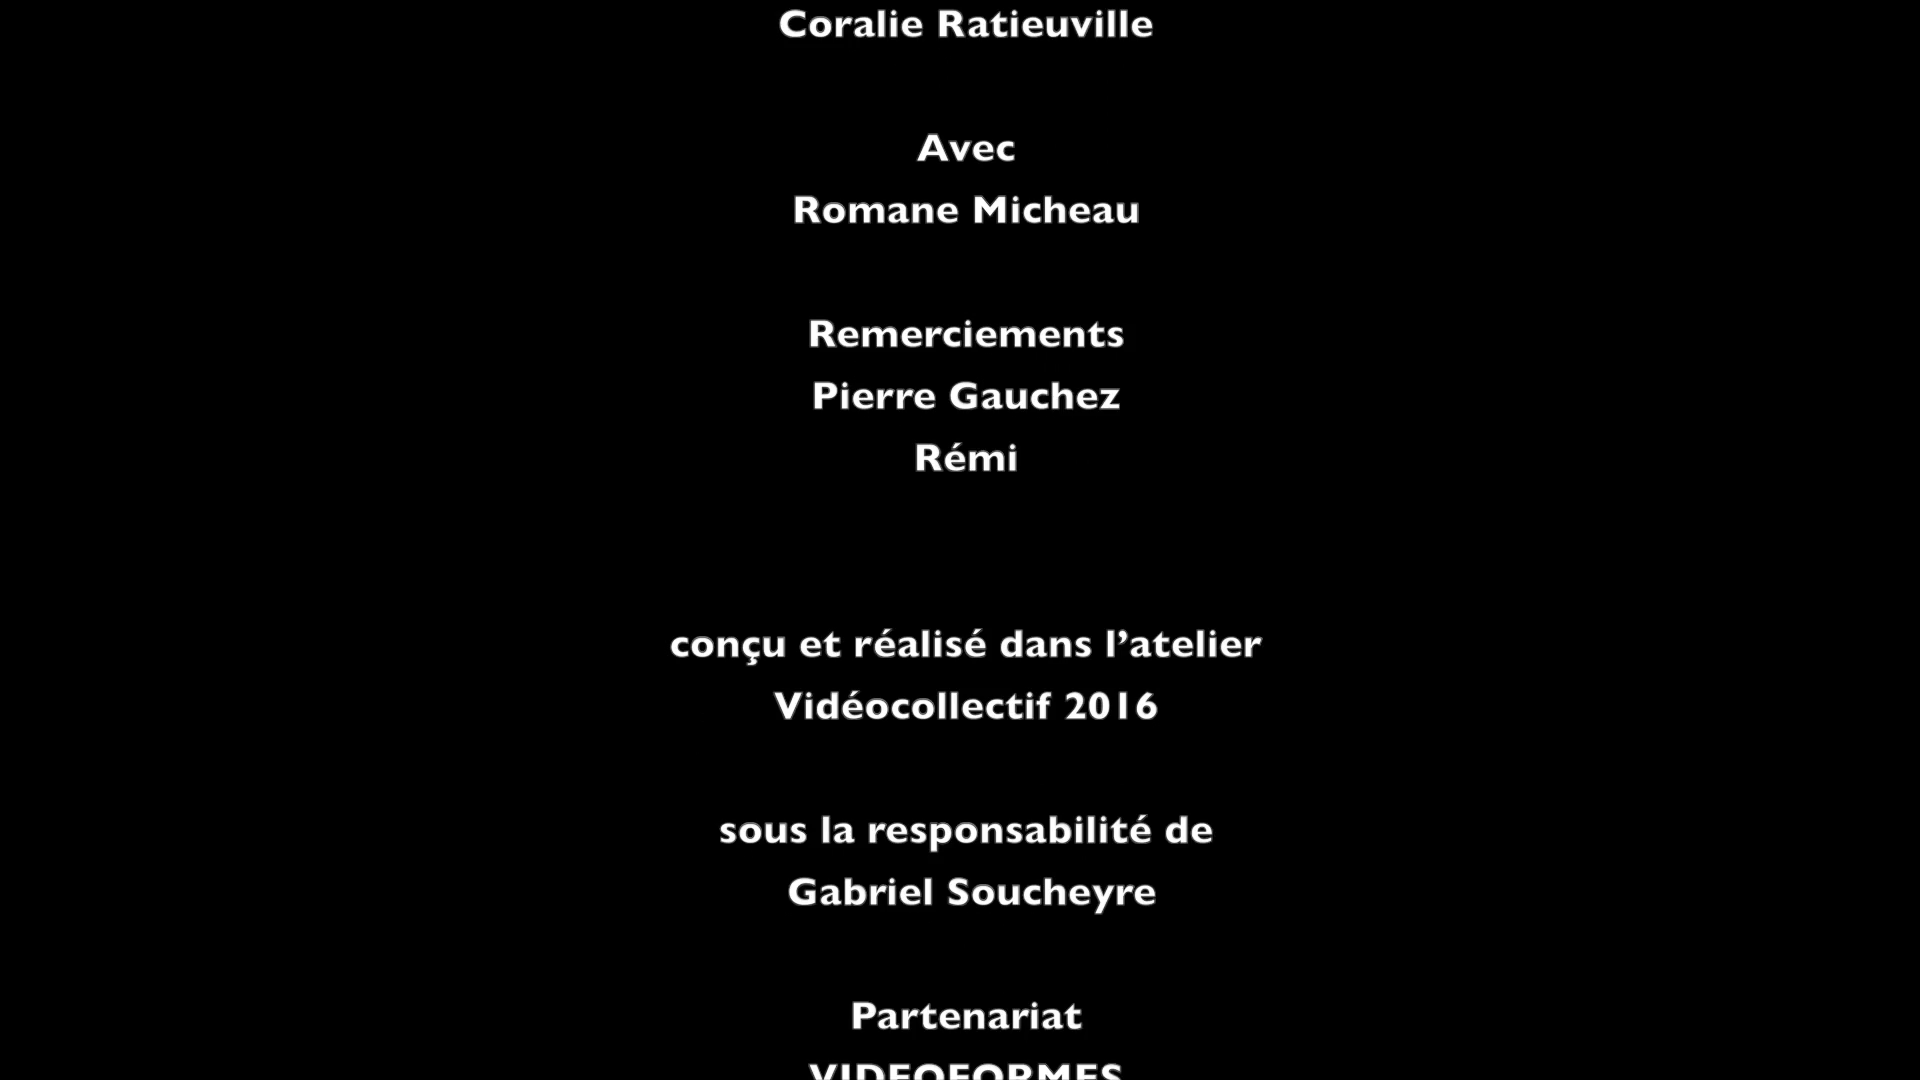 Coralie Ratieuville
Avec
Romane Micheau
Remerciements
Pierre Gauchez
Rémi
conçu et réalisé dans l’atelier
Vidéocollectif 2016
sous la responsabilité de
Gabriel Soucheyre
Partenariat
VIDEOFORMES